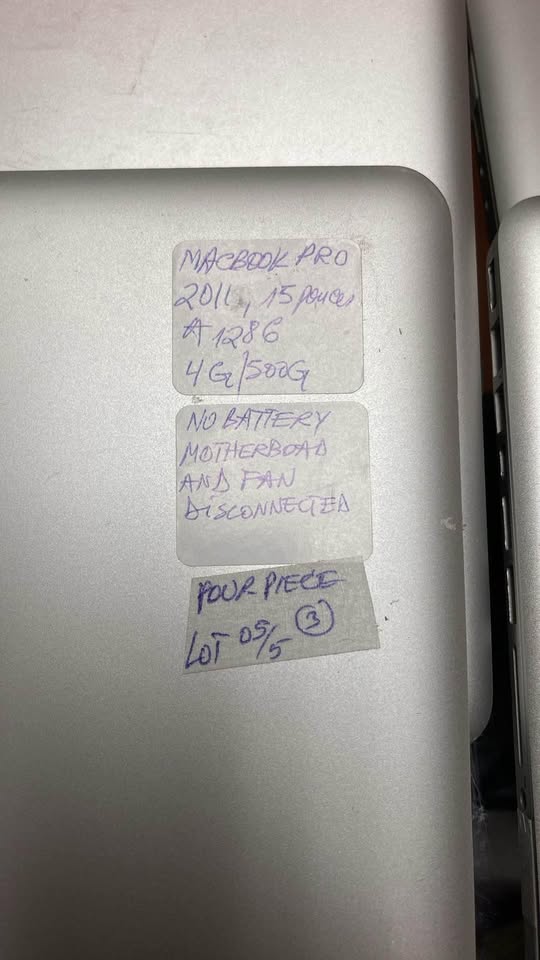 MACBOOK PRO
2011, 15 pouces
A1286
4G/500G
NO BATTERY
MOTHERBOAD
AND FAN
DISCONNECTED
POUR PIECE
LOT 05/5 3